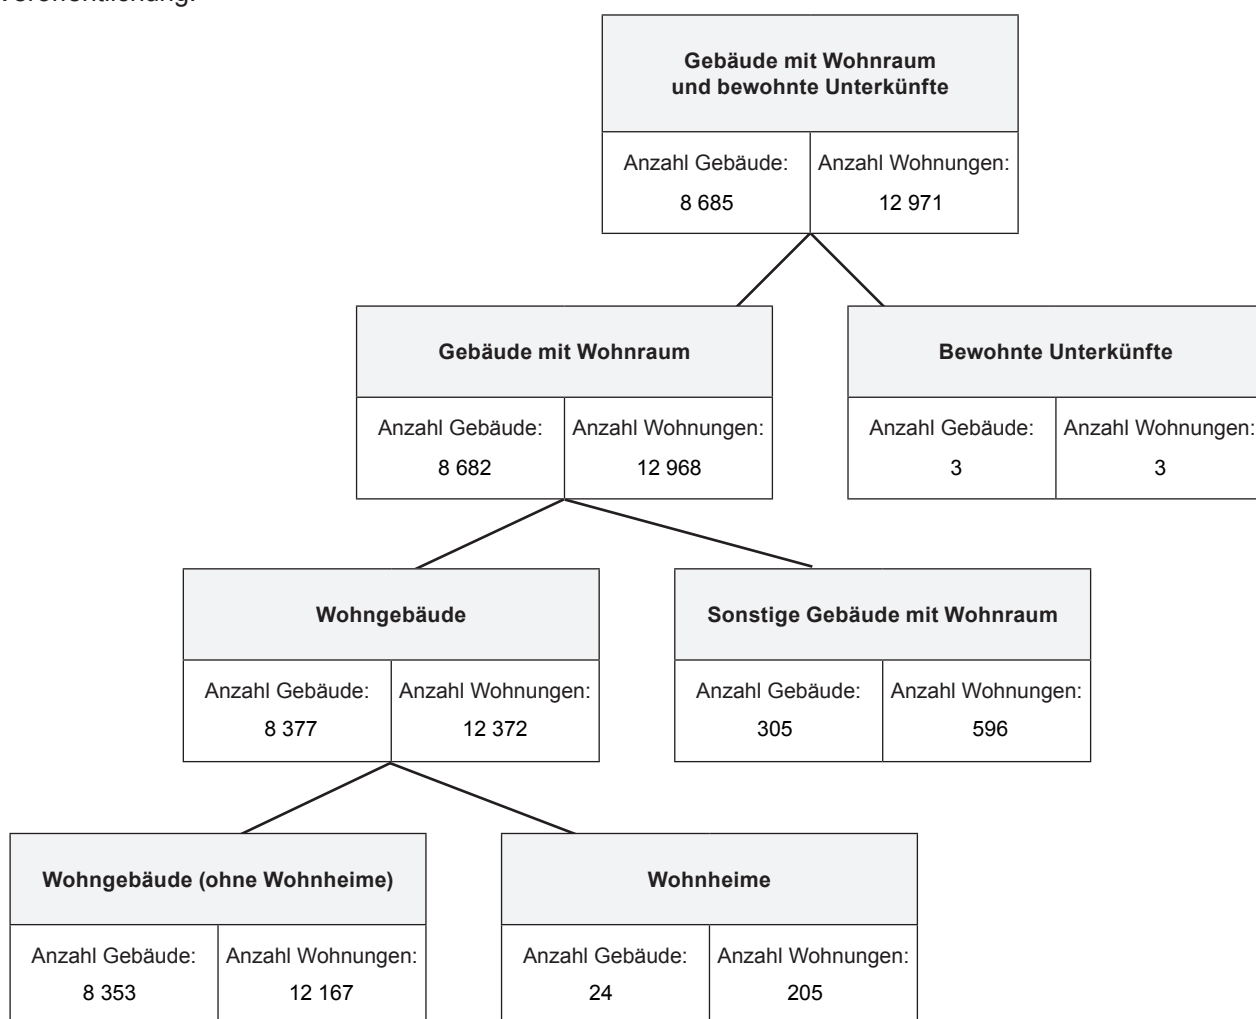 Veröffentlichung.
Gebäude mit Wohnraum
und bewohnte Unterkünfte
Anzahl Gebäude:
8 685
Anzahl Wohnungen:
12 971
Gebäude mit Wohnraum
Anzahl Gebäude:
8 682
Anzahl Wohnungen:
12 968
Bewohnte Unterkünfte
Anzahl Gebäude:
3
Anzahl Wohnungen:
3
Wohngebäude
Anzahl Gebäude:
8 377
Anzahl Wohnungen:
12 372
Sonstige Gebäude mit Wohnraum
Anzahl Gebäude:
305
Anzahl Wohnungen:
596
Wohngebäude (ohne Wohnheime)
Anzahl Gebäude:
8 353
Anzahl Wohnungen:
12 167
Wohnheime
Anzahl Gebäude:
24
Anzahl Wohnungen:
205